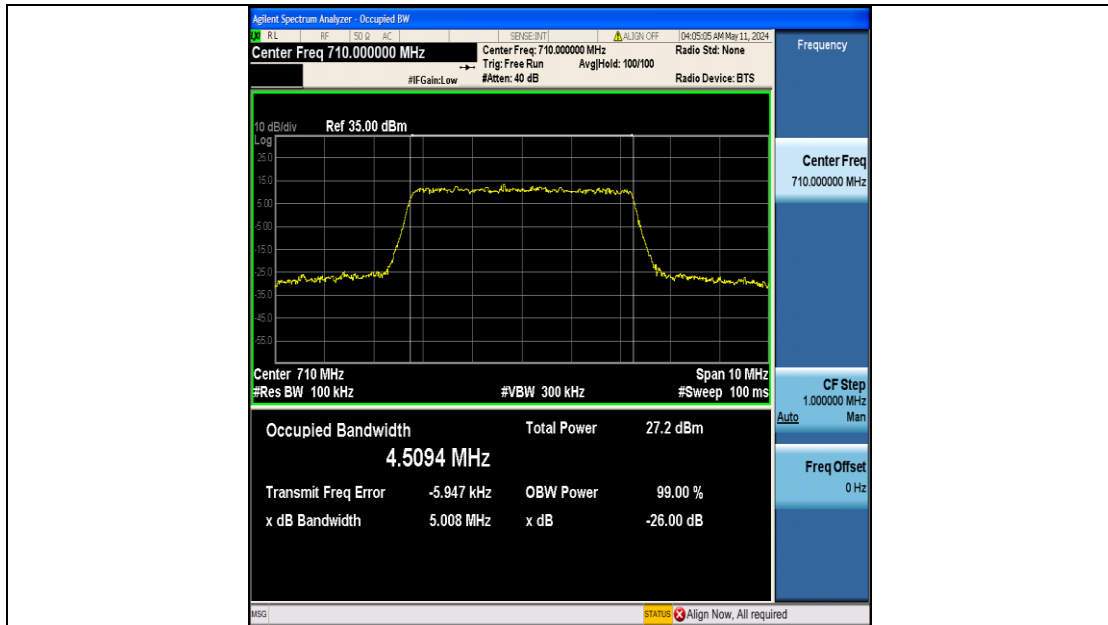 Agilent Spectrum Analyzer - Occupied BW
RL RF 50 Ω AC SENSE:INT ALIGN OFF 04:05:05 AM May 11, 2024
Center Freq 710.000000 MHz
Center Freq: 710.000000 MHz Radio Std: None
Trig: Free Run Avg|Hold: 100/100
#IFGain:Low #Atten: 40 dB Radio Device: BTS
Frequency
10 dB/div Ref 35.00 dBm
Log
25.0
15.0
5.00
-5.00
-15.0
-25.0
-35.0
-45.0
-55.0
Center 710 MHz Span 10 MHz
#Res BW 100 kHz #VBW 300 kHz #Sweep 100 ms
Occupied Bandwidth Total Power 27.2 dBm
4.5094 MHz
Transmit Freq Error -5.947 kHz OBW Power 99.00 %
x dB Bandwidth 5.008 MHz x dB -26.00 dB
Center Freq
710.000000 MHz
CF Step
1.000000 MHz
Auto Man
Freq Offset
0 Hz
MSG STATUS Align Now, All required